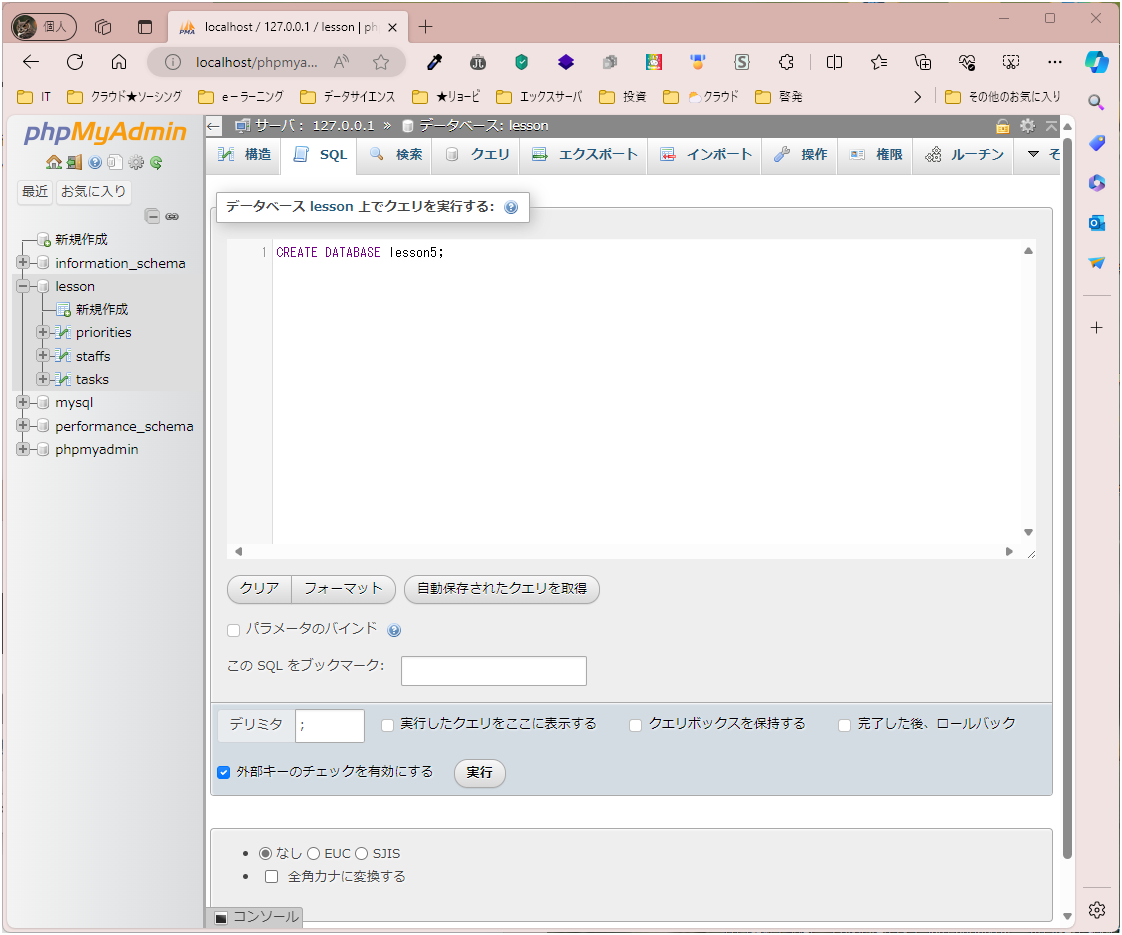 個人
localhost / 127.0.0.1 / lesson | ph
localhost/phpmya...
IT
クラウド★ソーシング
e－ラーニング
データサイエンス
★リョービ
エックスサーバ
投資
クラウド
啓発
その他のお気に入り
phpMyAdmin
最近
お気に入り
新規作成
information_schema
lesson
新規作成
priorities
staffs
tasks
mysql
performance_schema
phpmyadmin
サーバ: 127.0.0.1 » データベース: lesson
構造
SQL
検索
クエリ
エクスポート
インポート
操作
権限
ルーチン
そ
データベース lesson 上でクエリを実行する:
1 CREATE DATABASE lesson5;
クリア
フォーマット
自動保存されたクエリを取得
パラメータのバインド
この SQL をブックマーク:
デリミタ ;
実行したクエリをここに表示する
クエリボックスを保持する
完了した後、ロールバック
外部キーのチェックを有効にする
実行
なし EUC SJIS
全角カナに変換する
コンソール